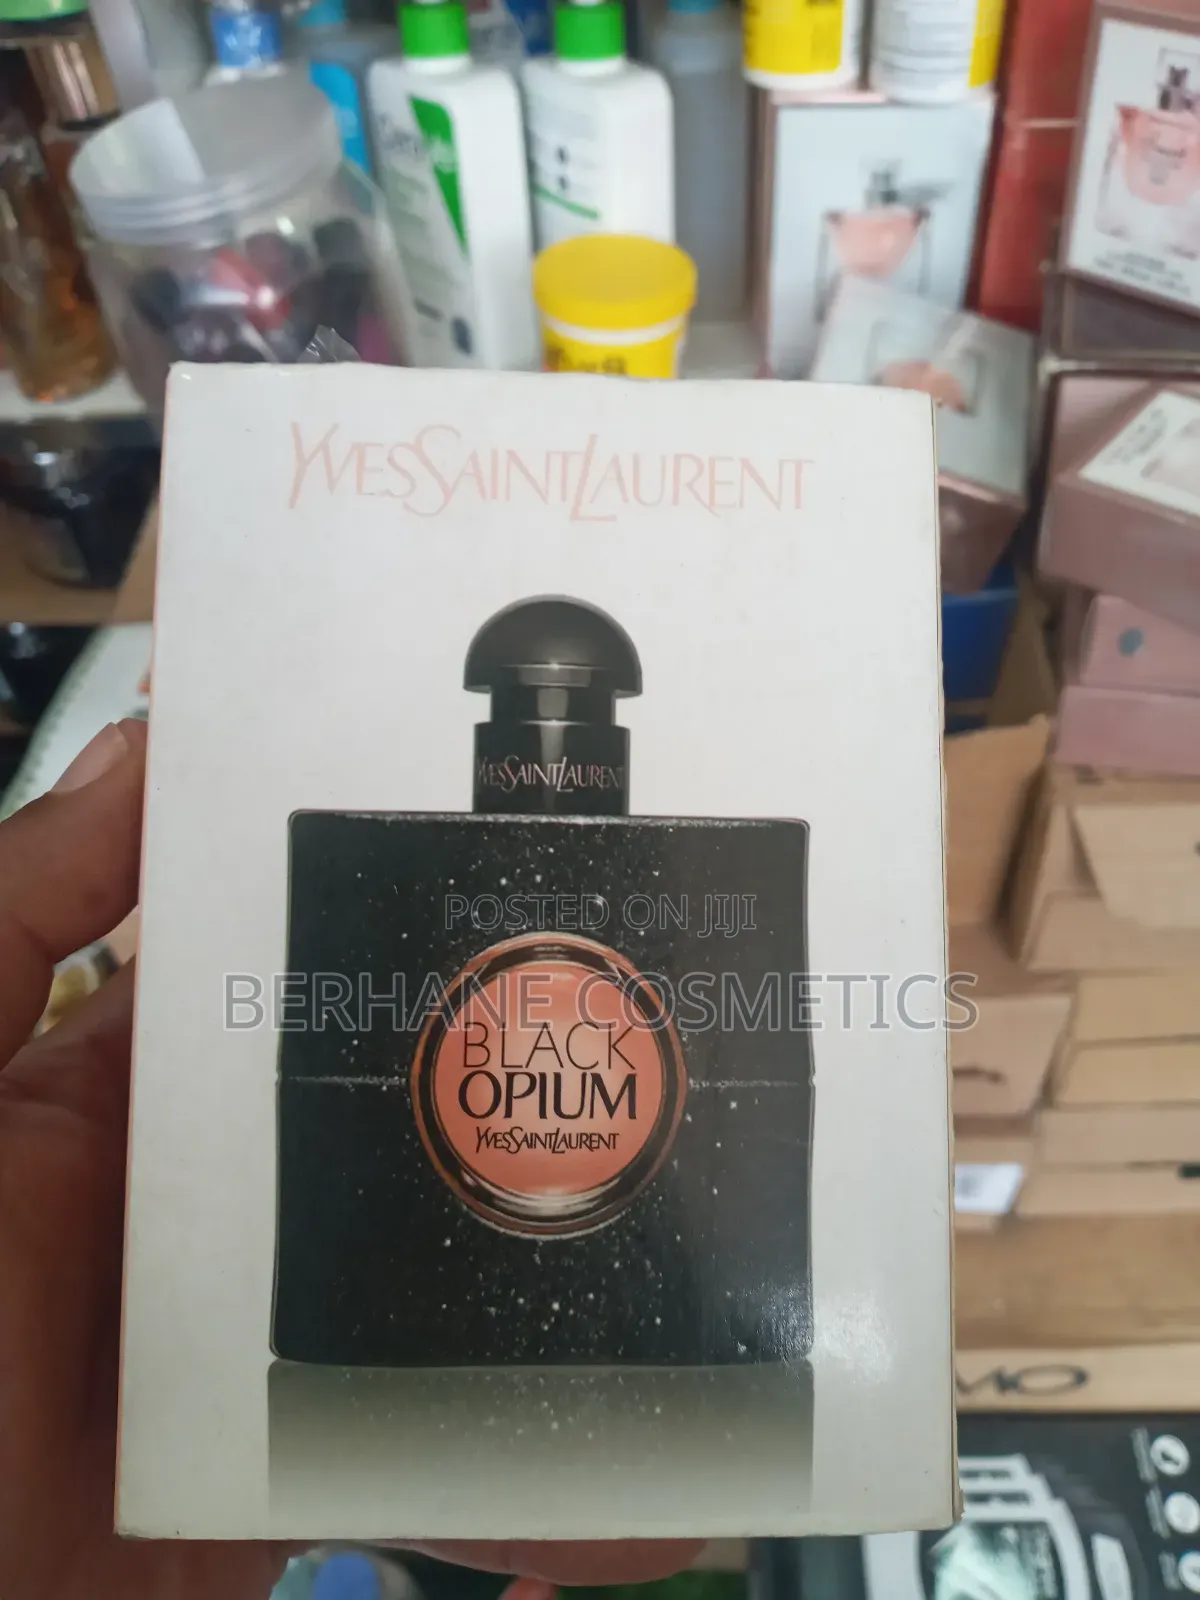 YVESSAINTLAURENT
YVESSAINTLAURENT
POSTED ON JIJI
BERHANE COSMETICS
BLACK
OPIUM
YVESSAINTLAURENT